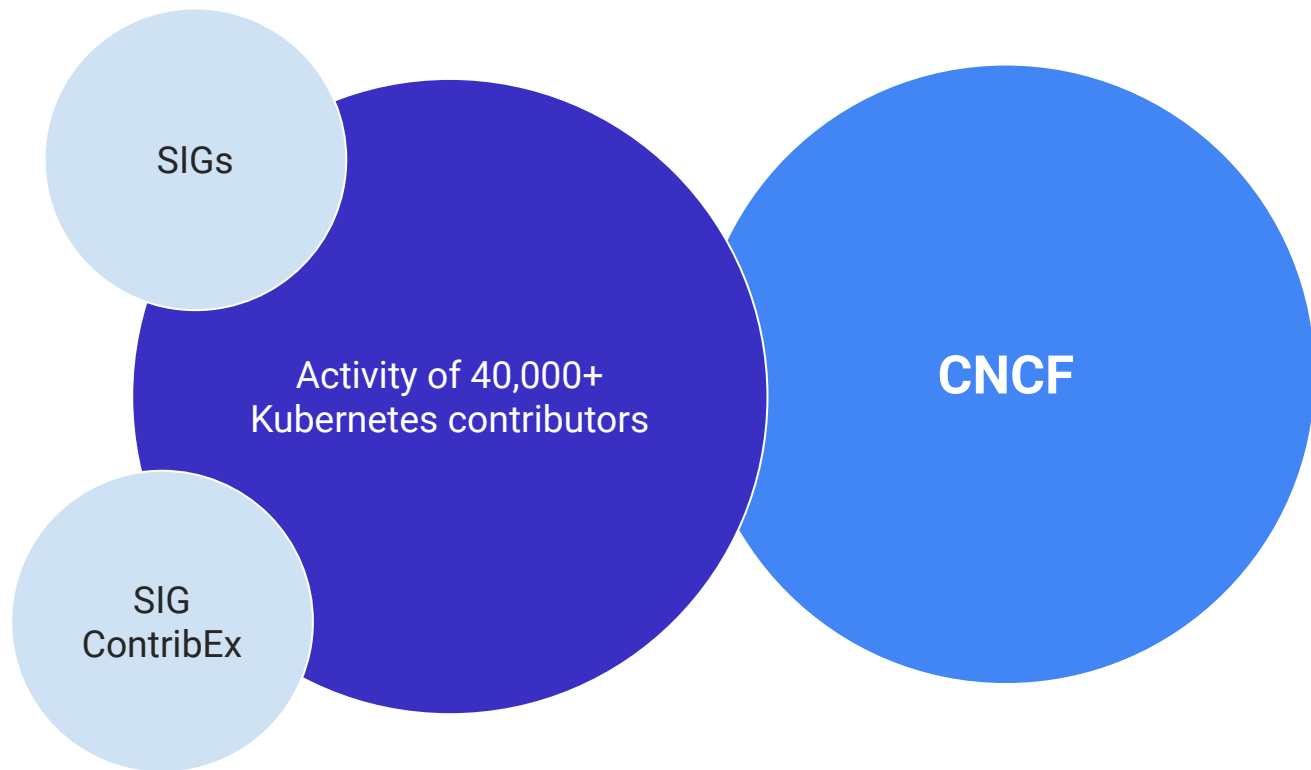 SIGs
Activity of 40,000+
Kubernetes contributors
CNCF
SIG
ContribEx